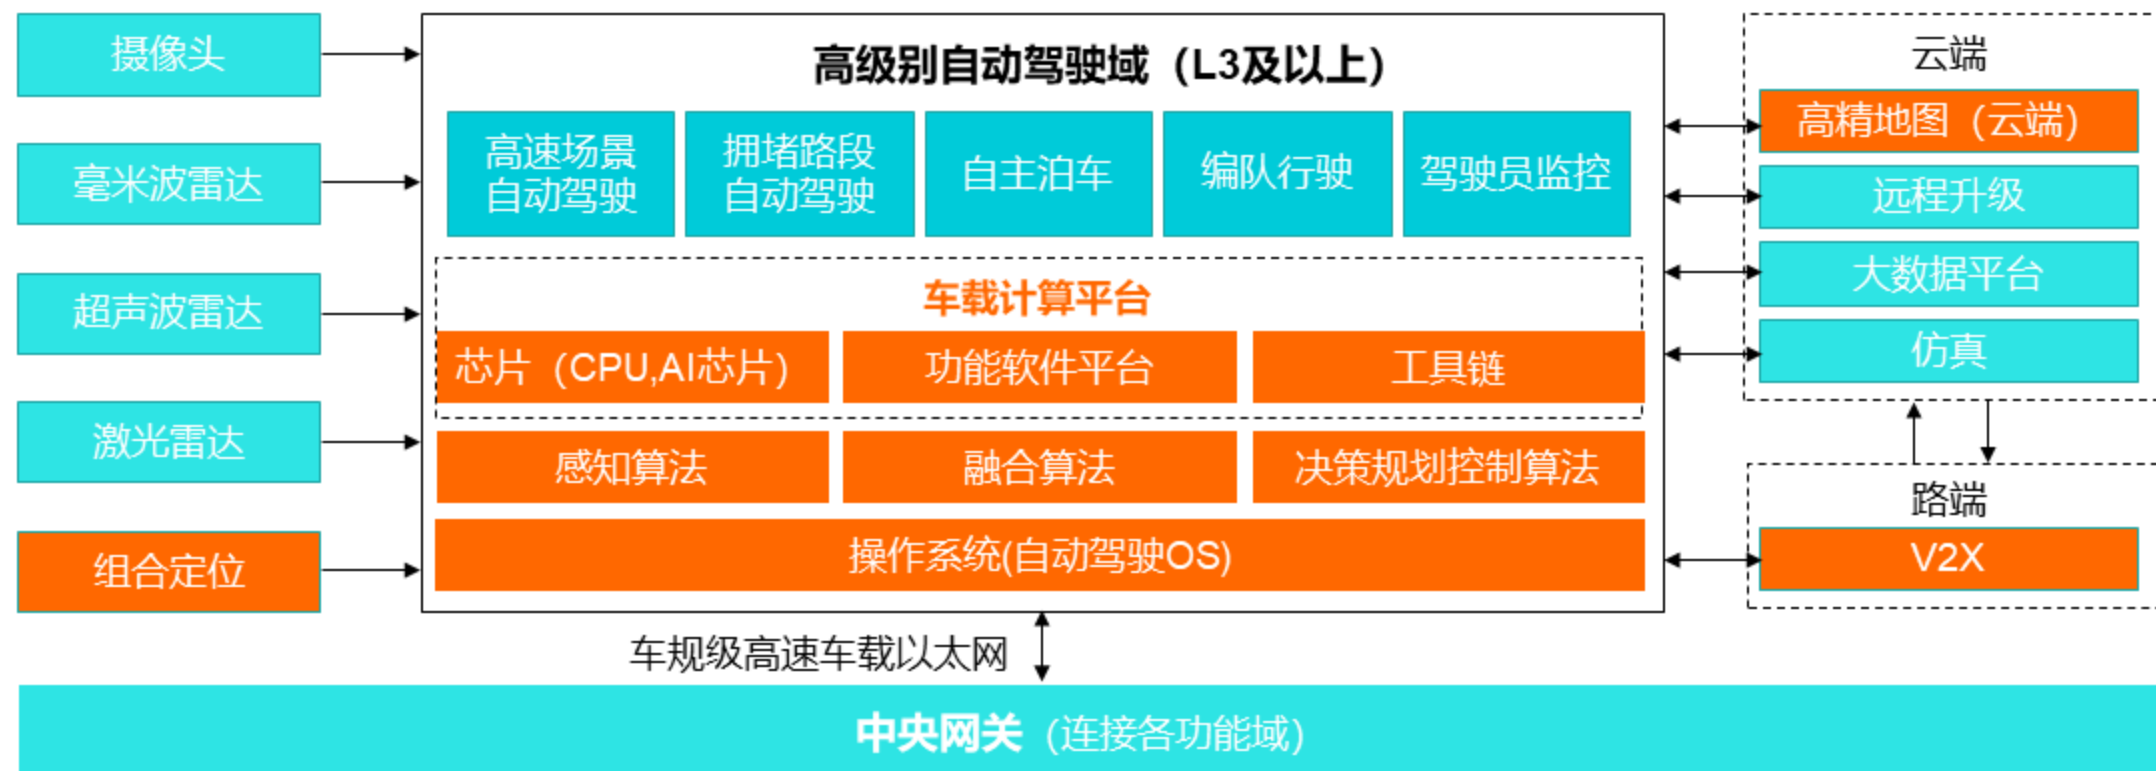 摄像头
毫米波雷达
超声波雷达
激光雷达
组合定位
高级别自动驾驶域（L3及以上）
高速场景
自动驾驶
拥堵路段
自动驾驶
自主泊车
编队行驶
驾驶员监控
车载计算平台
芯片（CPU,AI芯片）
功能软件平台
工具链
感知算法
融合算法
决策规划控制算法
操作系统(自动驾驶OS)
云端
高精地图（云端）
远程升级
大数据平台
仿真
路端
V2X
车规级高速车载以太网
中央网关（连接各功能域）